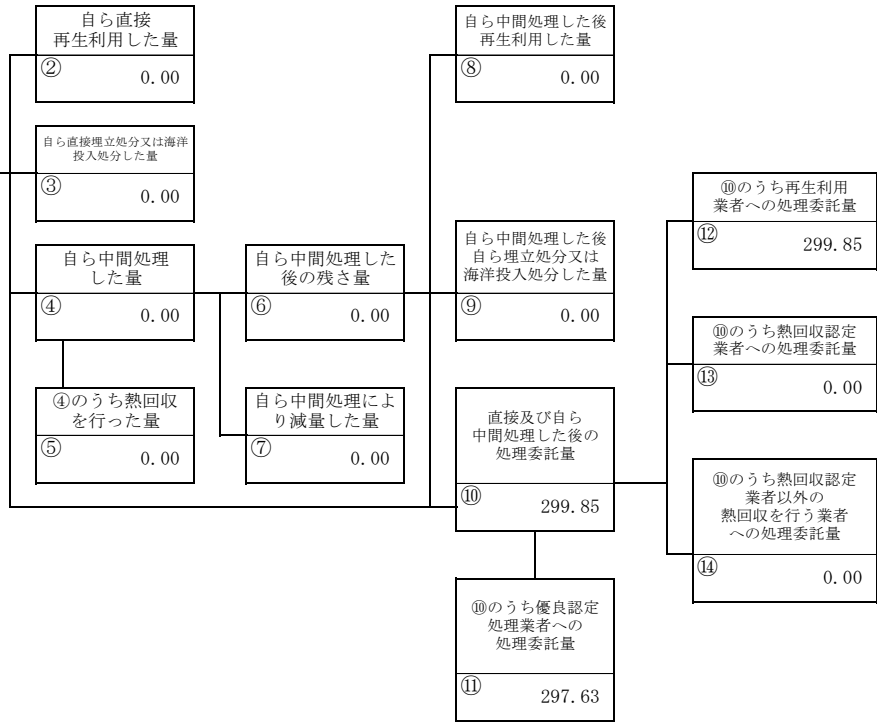 自ら直接
再生利用した量
②
0.00
自ら直接埋立処分又は海洋
投入処分した量
③
0.00
自ら中間処理
した量
④
0.00
④のうち熱回収
を行った量
⑤
0.00
自ら中間処理した
後の残さ量
⑥
0.00
自ら中間処理によ
り減量した量
⑦
0.00
自ら中間処理した後
再生利用した量
⑧
0.00
自ら中間処理した後
自ら埋立処分又は
海洋投入処分した量
⑨
0.00
直接及び自ら
中間処理した後の
処理委託量
⑩
299.85
⑩のうち優良認定
処理業者への
処理委託量
⑪
297.63
⑩のうち再生利用
業者への処理委託量
⑫
299.85
⑩のうち熱回収認定
業者への処理委託量
⑬
0.00
⑩のうち熱回収認定
業者以外の
熱回収を行う業者
への処理委託量
⑭
0.00